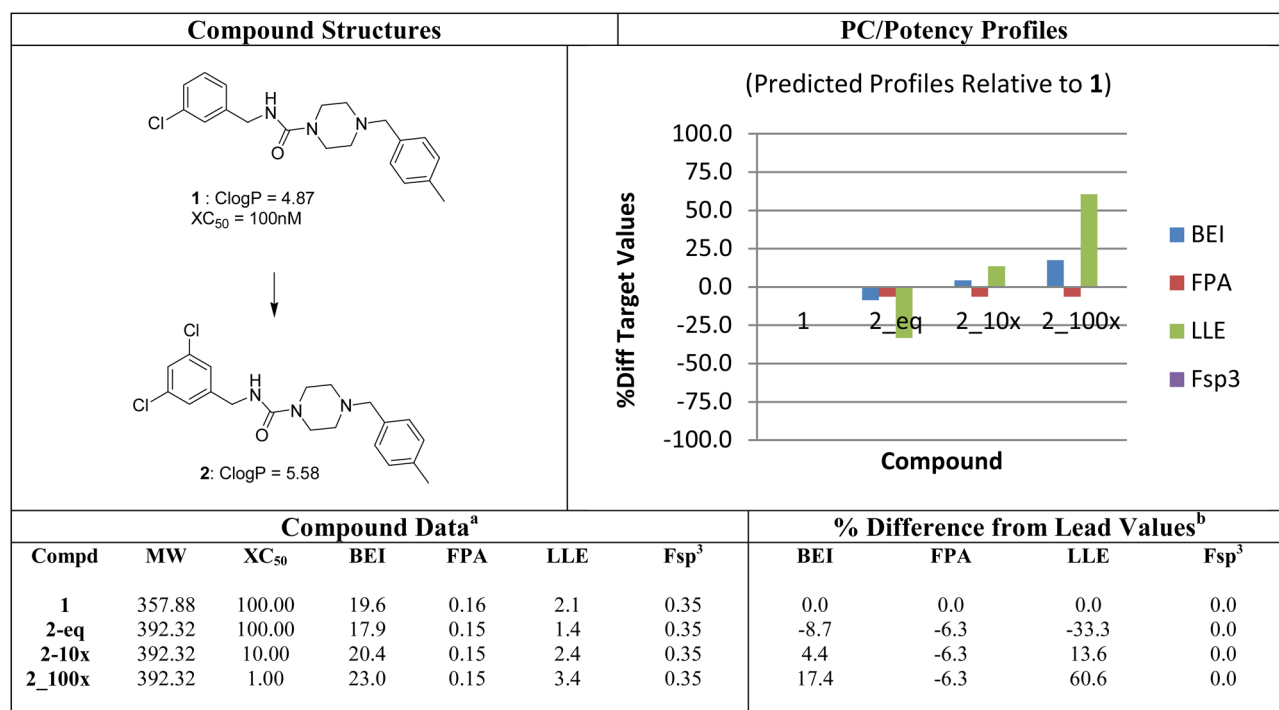 Compound Structures
PC/Potency Profiles
Cl
H
N
O
N
N
1 : ClogP = 4.87
XC50 = 100nM
Cl
Cl
H
N
O
N
N
2: ClogP = 5.58
(Predicted Profiles Relative to 1)
%Diff Target Values
100.0
75.0
50.0
25.0
0.0
-25.0
-50.0
-75.0
-100.0
1 2_eq 2_10x 2_100x
Compound
BEI
FPA
LLE
Fsp3
Compound Dataa
% Difference from Lead Valuesb
Compd MW XC50 BEI FPA LLE Fsp3 BEI FPA LLE Fsp3
1 357.88 100.00 19.6 0.16 2.1 0.35 0.0 0.0 0.0 0.0
2-eq 392.32 100.00 17.9 0.15 1.4 0.35 -8.7 -6.3 -33.3 0.0
2-10x 392.32 10.00 20.4 0.15 2.4 0.35 4.4 -6.3 13.6 0.0
2_100x 392.32 1.00 23.0 0.15 3.4 0.35 17.4 -6.3 60.6 0.0